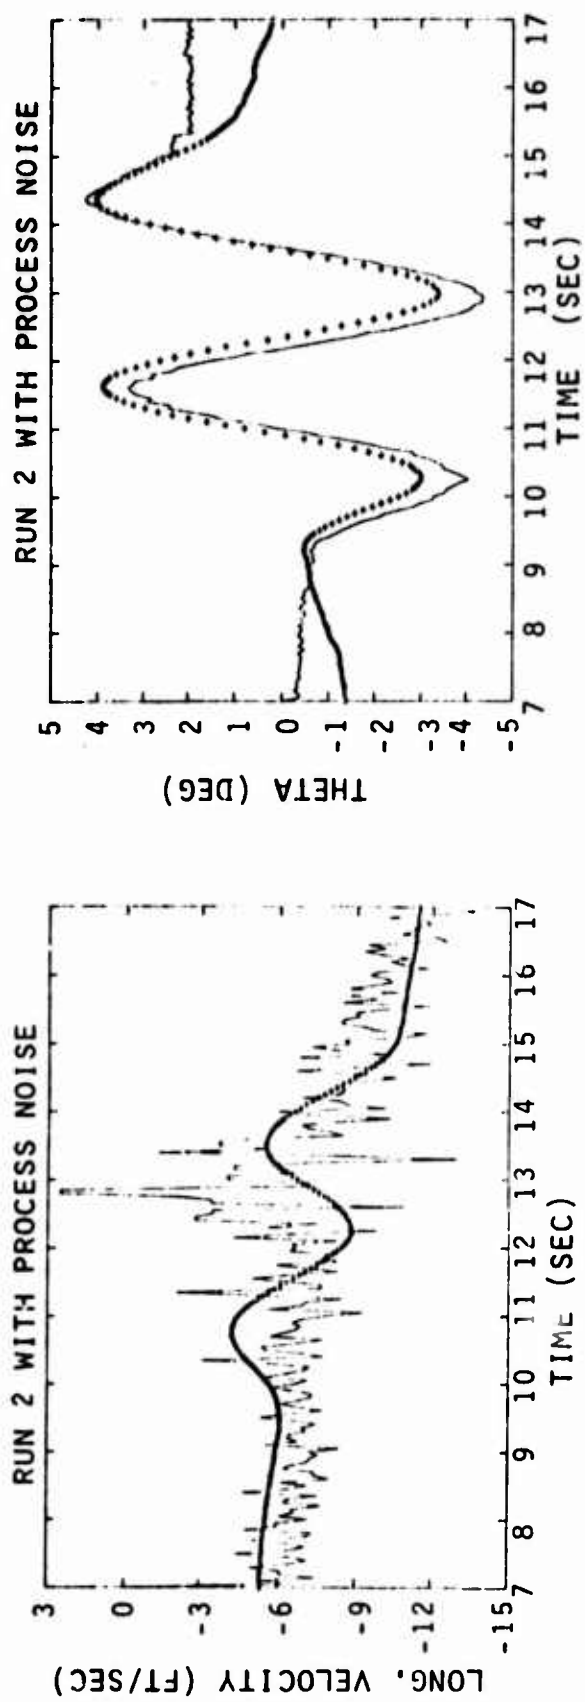 RUN 2 WITH PROCESS NOISE
LONG. VELOCITY (FT/SEC)
3
0
-3
-6
-9
-12
-15
7 8 9 10 11 12 13 14 15 16 17
TIME (SEC)
RUN 2 WITH PROCESS NOISE
THETA (DEG)
5
4
3
2
1
0
-1
-2
-3
-4
-5
7 8 9 10 11 12 13 14 15 16 17
TIME (SEC)